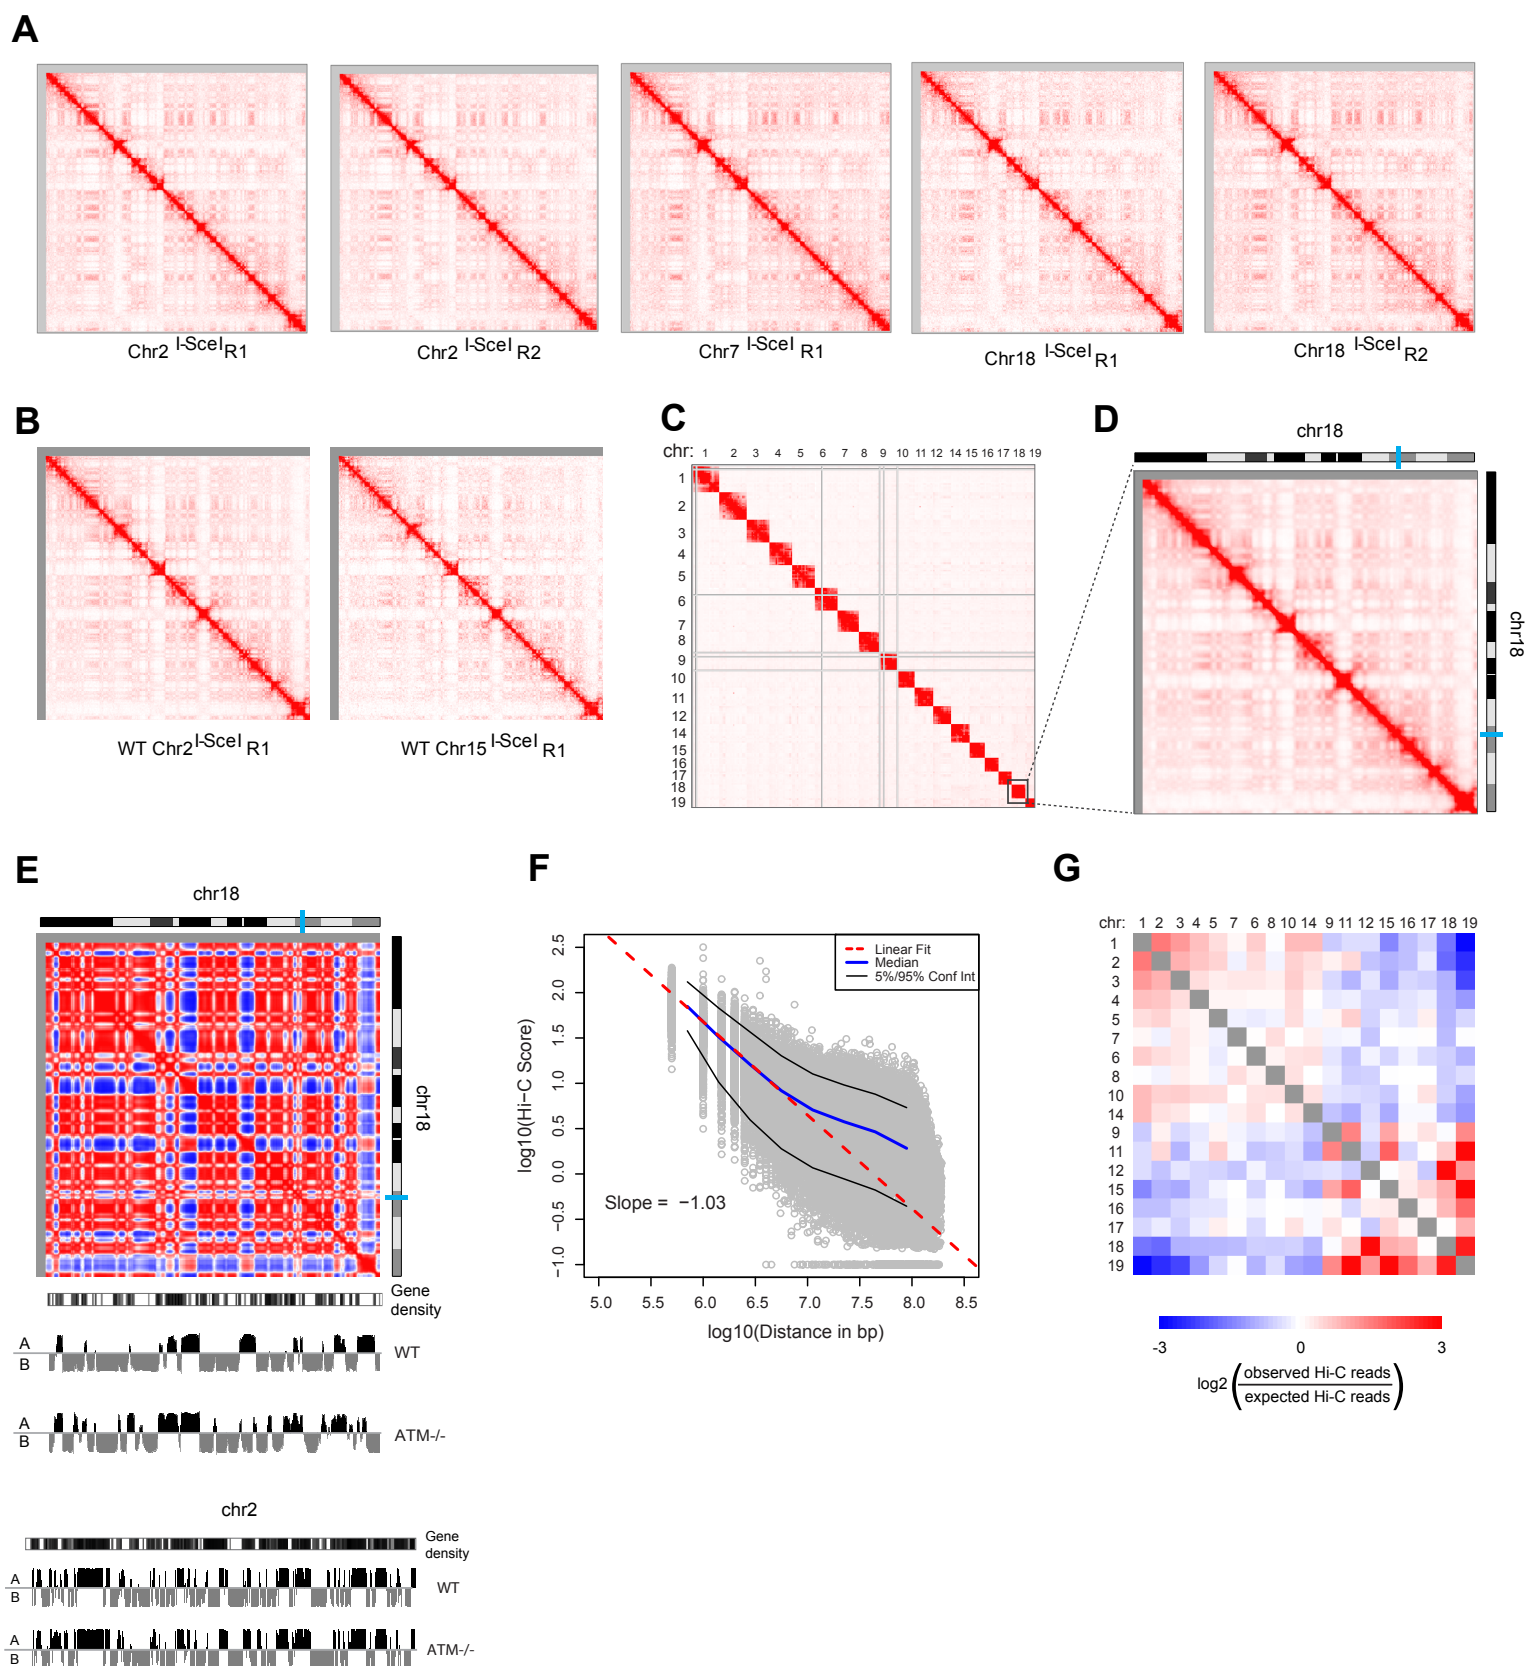 A
Chr2 I-SceI R1
Chr2 I-SceI R2
Chr7 I-SceI R1
Chr18 I-SceI R1
Chr18 I-SceI R2
B
WT Chr2 I-SceI R1
WT Chr15 I-SceI R1
C
chr: 1 2 3 4 5 6 7 8 9 10 11 12 14 15 16 17 18 19
1
2
3
4
5
6
7
8
9
10
11
12
14
15
16
17
18
19
D
chr18
chr18
E
chr18
chr18
Gene
density
A
B
WT
A
B
ATM-/-
chr2
Gene
density
A
B
WT
A
B
ATM-/-
F
Linear Fit
Median
5%/95% Conf Int
log10(Hi−C Score)
2.5
2.0
1.5
1.0
0.5
0.0
−0.5
−1.0
Slope = −1.03
5.0 5.5 6.0 6.5 7.0 7.5 8.0 8.5
log10(Distance in bp)
G
chr: 1 2 3 4 5 7 6 8 10 14 9 11 12 15 16 17 18 19
1
2
3
4
5
7
6
8
10
14
9
11
12
15
16
17
18
19
-3 0 3
log2 ( observed Hi-C reads
expected Hi-C reads )